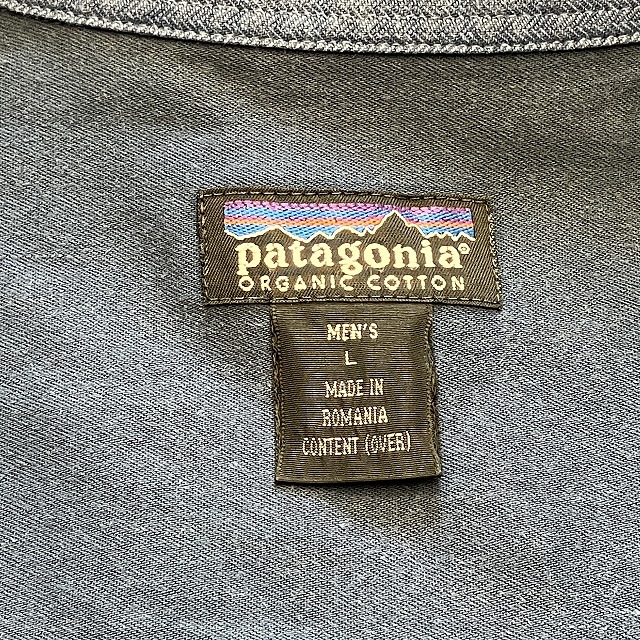 patagonia®
ORGANIC COTTON
MEN'S
L
MADE IN
ROMANIA
CONTENT (OVER)